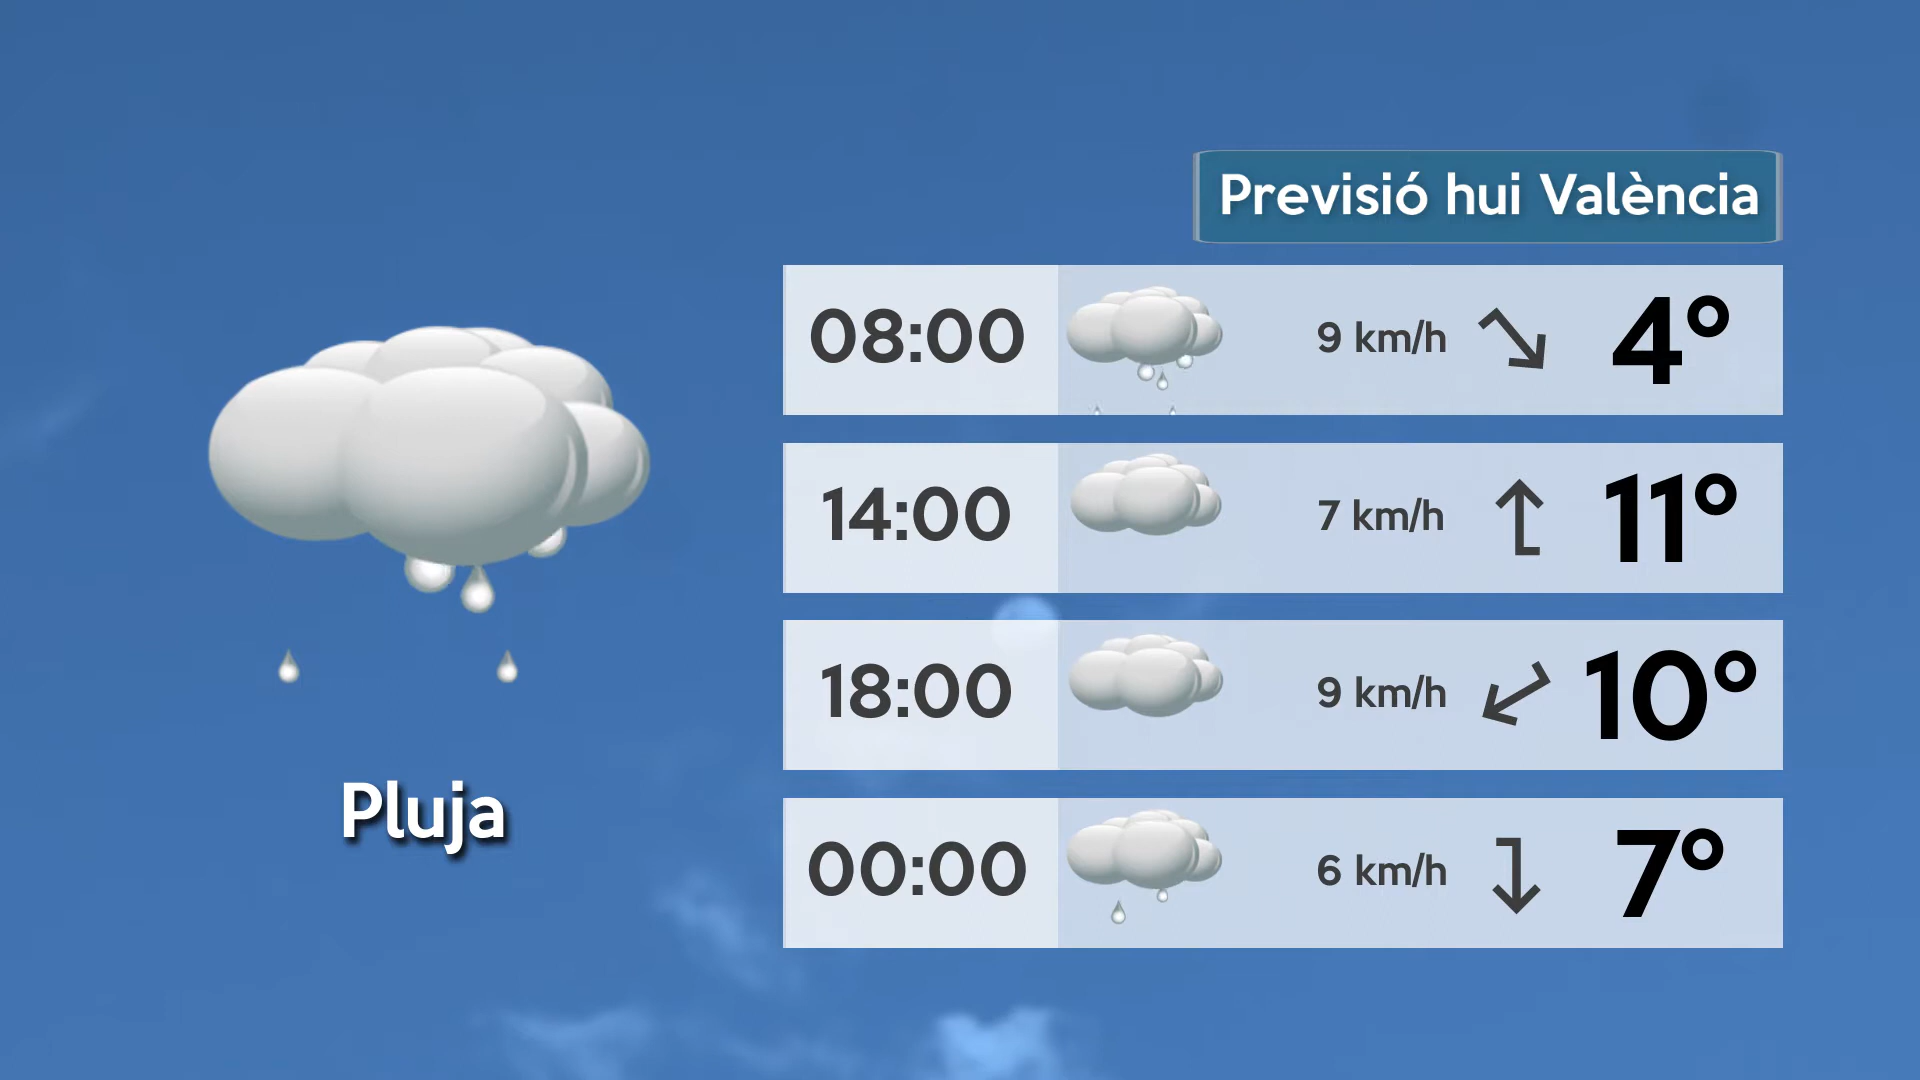 Previsió hui València
08:00 9 km/h 4°
14:00 7 km/h 11°
18:00 9 km/h 10°
00:00 6 km/h 7°
Pluja